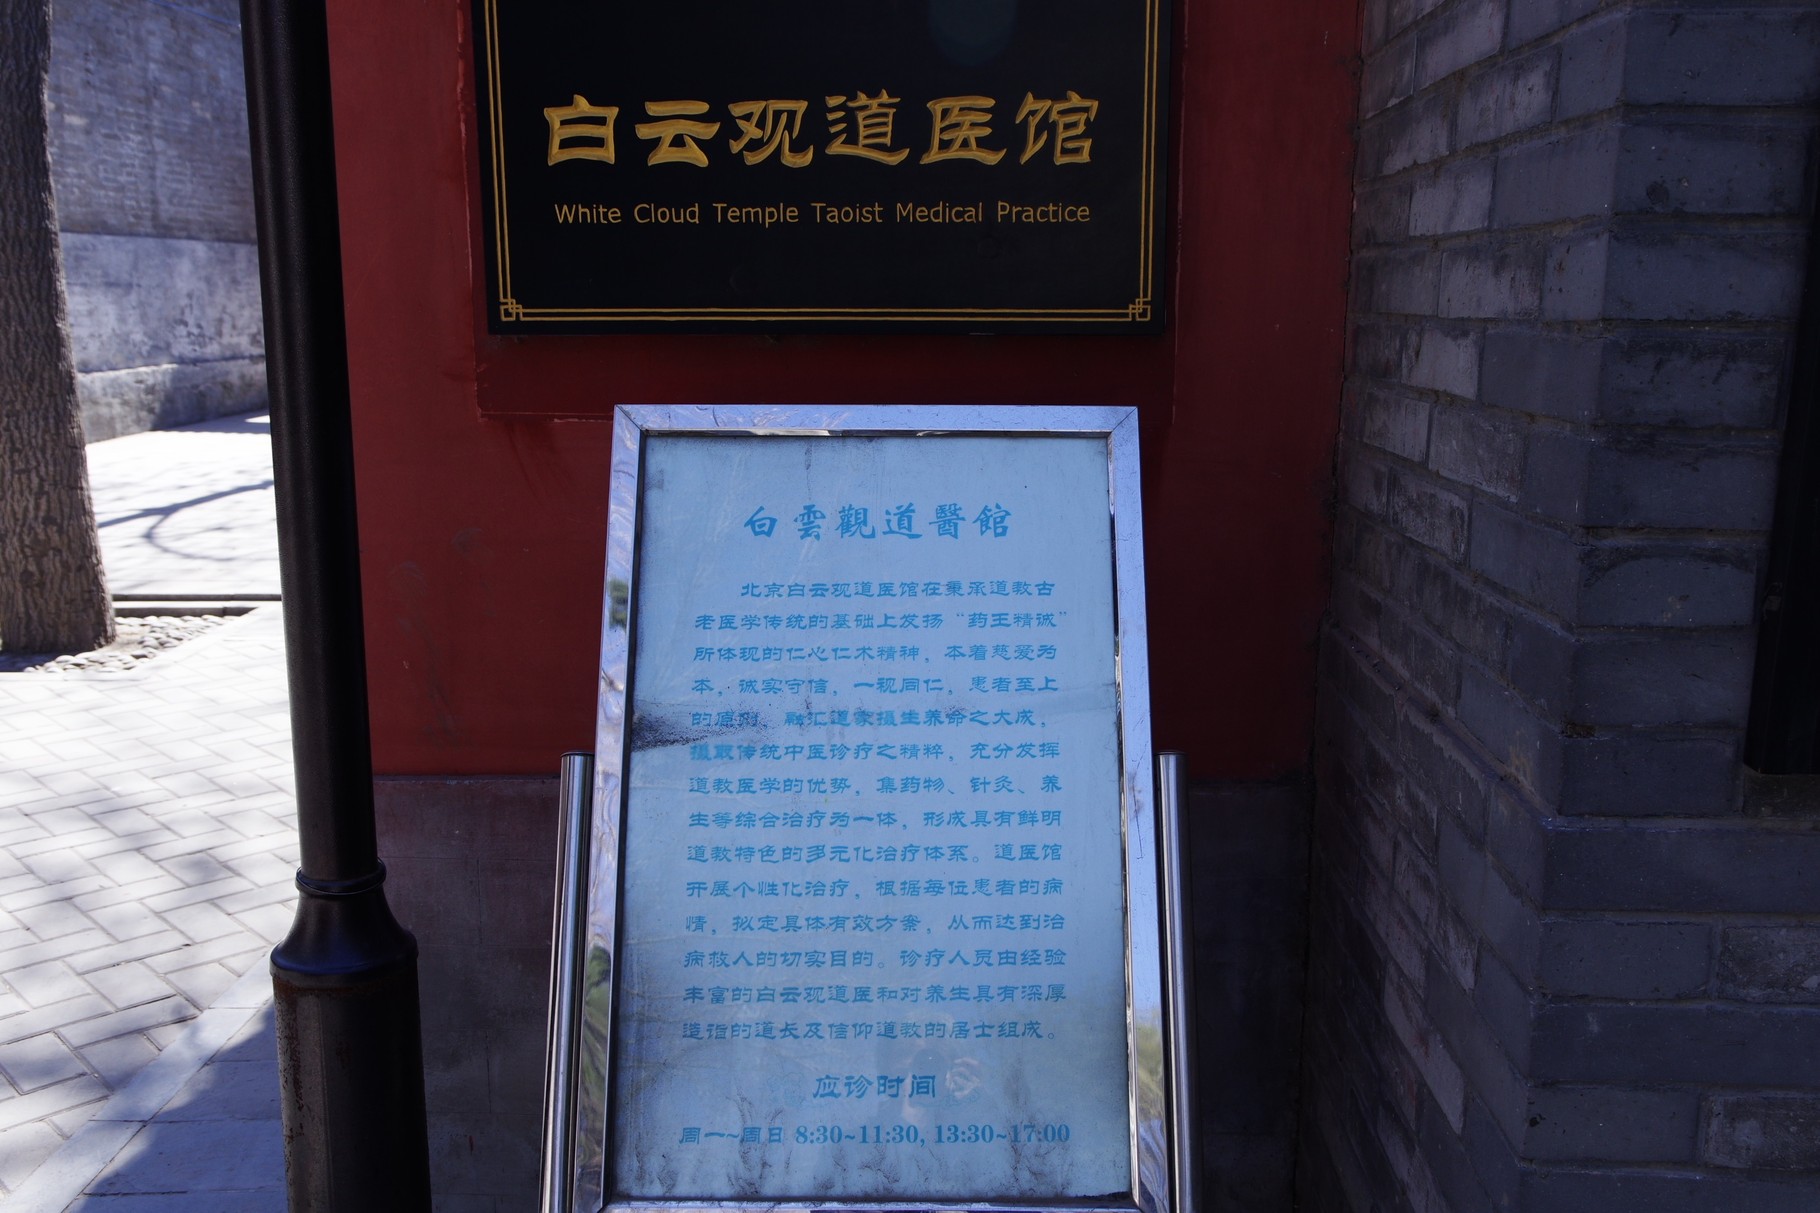 白云观道医馆
White Cloud Temple Taoist Medical Practice
白雲觀道醫館
北京白云观道医馆在秉承道教古
老医学传统的基础上发扬“药王精诚”
所体现的仁心仁术精神，本着慈爱为
本，诚实守信，一视同仁，患者至上
的原则，融汇道家摄生养命之大成，
摄取传统中医诊疗之精粹，充分发挥
道教医学的优势，集药物、针灸、养
生等综合治疗为一体，形成具有鲜明
道教特色的多元化治疗体系。道医馆
开展个性化治疗，根据每位患者的病
情，拟定具体有效方案，从而达到治
病救人的切实目的。诊疗人员由经验
丰富的白云观道医和对养生具有深厚
造诣的道长及信仰道教的居士组成。
应诊时间
周一~周日 8:30~11:30, 13:30~17:00